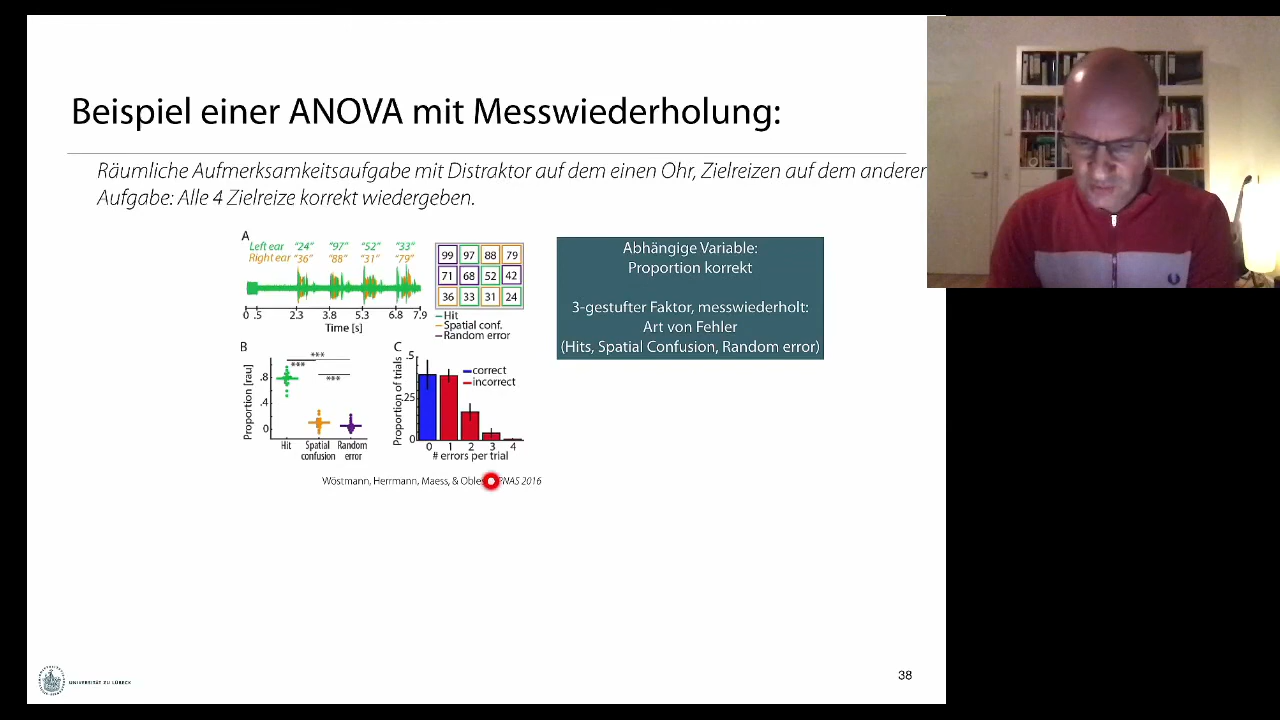 Beispiel einer ANOVA mit Messwiederholung:
Räumliche Aufmerksamkeitsaufgabe mit Distraktor auf dem einen Ohr, Zielreizen auf dem anderen
Aufgabe: Alle 4 Zielreize korrekt wiedergeben.
A
Left ear "24" "97" "52" "33"
Right ear "36" "88" "31" "79"
0 .5 2.3 3.8 5.3 6.8 7.9
Time [s]
99 97 88 79
71 68 52 42
36 33 31 24
Hit
Spatial conf.
Random error
B
Proportion [rau]
.8
.4
0
***
***
***
Hit Spatial confusion Random error
C
Proportion of trials
.5
.25
0
correct
incorrect
0 1 2 3 4
# errors per trial
Wöstmann, Herrmann, Maess, & PNAS 2016
Abhängige Variable:
Proportion korrekt
3-gestufter Faktor, messwiederholt:
Art von Fehler
(Hits, Spatial Confusion, Random error)
UNIVERSITÄT ZU LÜBECK
38